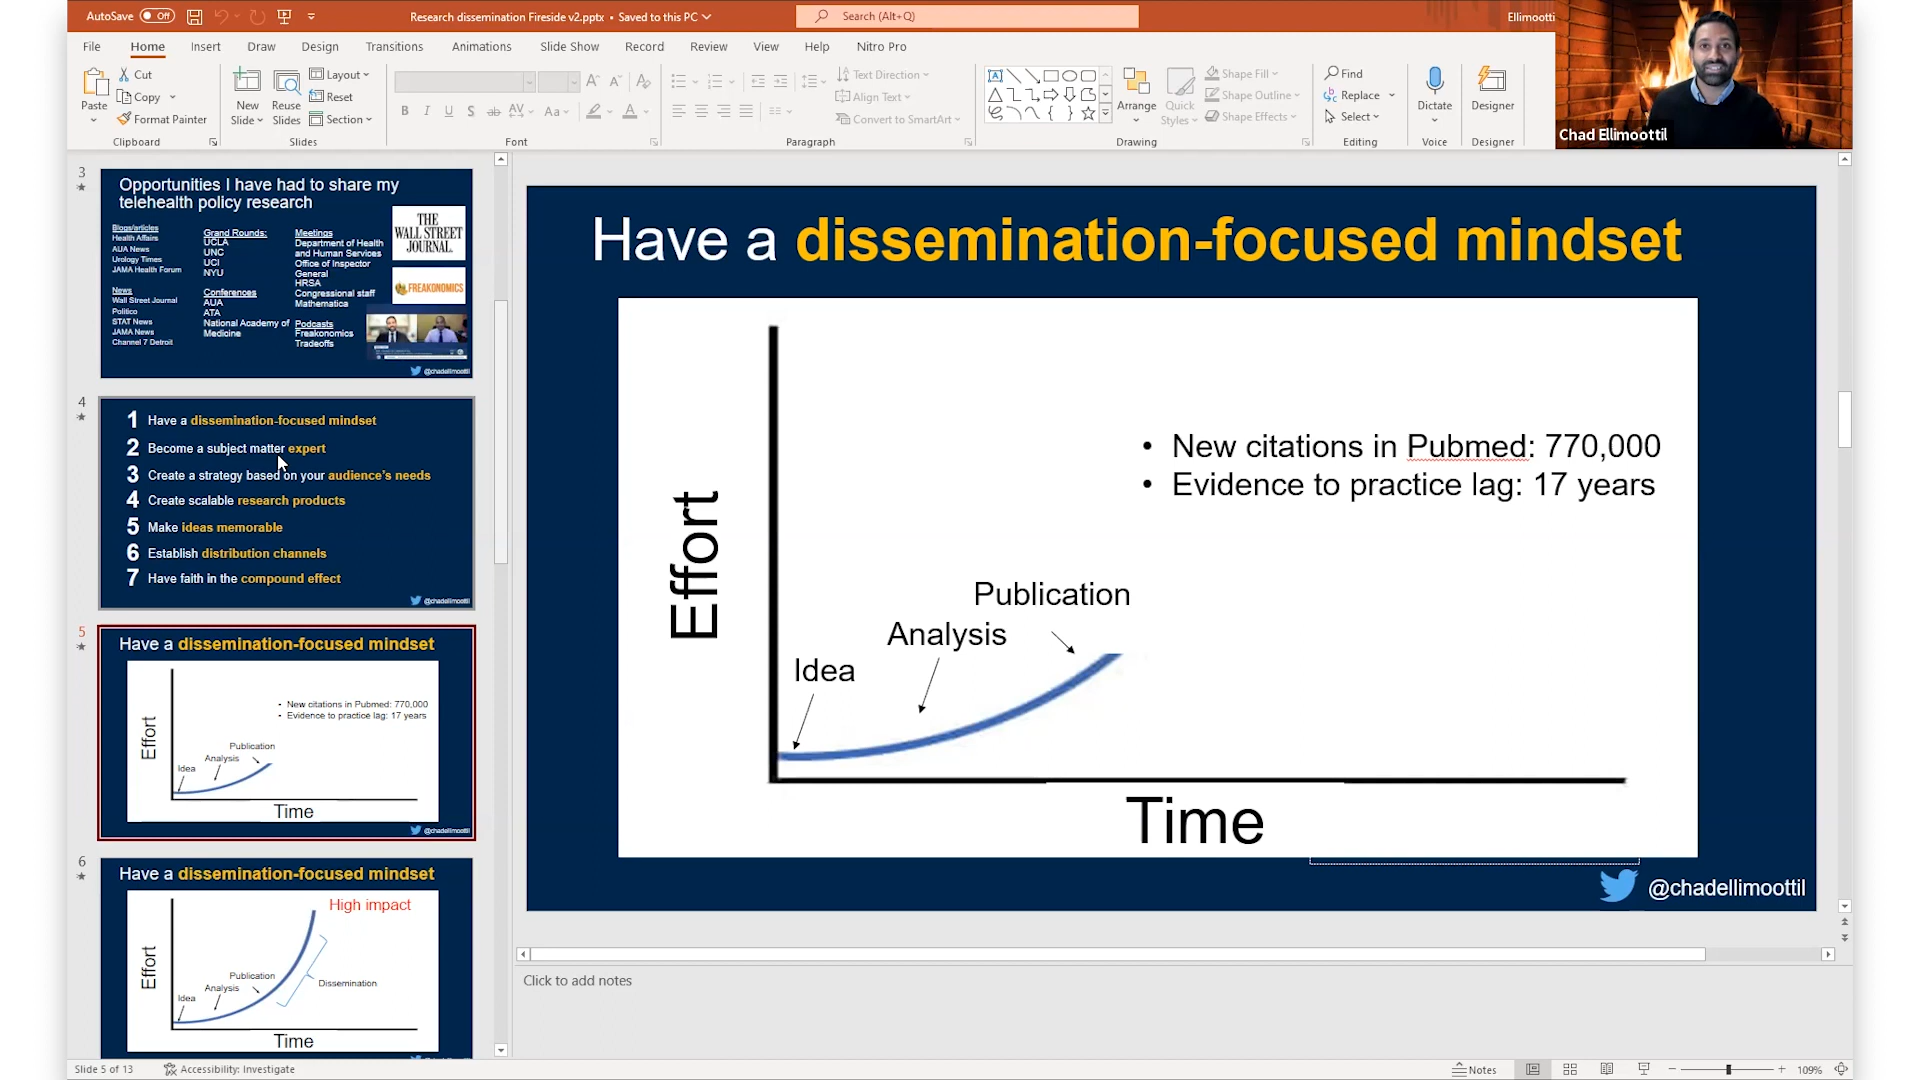 AutoSave Off
Research dissemination Fireside v2.pptx • Saved to this PC
Search (Alt+Q)
Ellimootti
File Home Insert Draw Design Transitions Animations Slide Show Record Review View Help Nitro Pro
Paste
Cut
Copy
Format Painter
Clipboard
New Slide
Reuse Slides
Layout
Reset
Section
Slides
B I U S ab AV Aa A
Font
Text Direction
Align Text
Convert to SmartArt
Paragraph
Arrange
Quick Styles
Shape Fill
Shape Outline
Shape Effects
Drawing
Find
Replace
Select
Editing
Dictate
Voice
Designer
Designer
Chad Ellimoottil
3
Opportunities I have had to share my
telehealth policy research
Blogs/articles
Health Affairs
AUA News
Urology Times
JAMA Health Forum
News
Wall Street Journal
Politico
STAT News
JAMA News
Channel 7 Detroit
Grand Rounds:
UCLA
UNC
UCI
NYU
Conferences
AUA
ATA
National Academy of
Medicine
Meetings
Department of Health
and Human Services
Office of Inspector
General
HRSA
Congressional staff
Mathematica
Podcasts
Freakonomics
Tradeoffs
THE
WALL STREET
JOURNAL.
FREAKONOMICS
@chadellimoottil
4
1 Have a dissemination-focused mindset
2 Become a subject matter expert
3 Create a strategy based on your audience's needs
4 Create scalable research products
5 Make ideas memorable
6 Establish distribution channels
7 Have faith in the compound effect
@chadellimoottil
5
Have a dissemination-focused mindset
• New citations in Pubmed: 770,000
• Evidence to practice lag: 17 years
Effort
Publication
Analysis
Idea
Time
@chadellimoottil
6
Have a dissemination-focused mindset
High impact
Effort
Publication
Analysis
Idea
Dissemination
Time
Have a dissemination-focused mindset
• New citations in Pubmed: 770,000
• Evidence to practice lag: 17 years
Effort
Publication
Analysis
Idea
Time
@chadellimoottil
Click to add notes
Slide 5 of 13
Accessibility: Investigate
Notes
109%